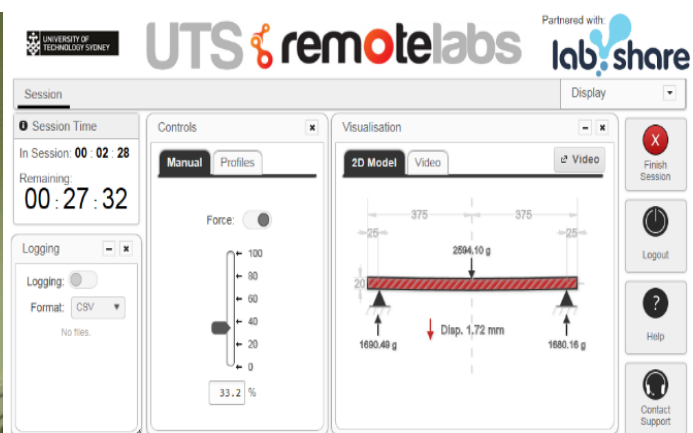 UNIVERSITY OF
TECHNOLOGY SYDNEY
UTS remotelabs
Partnered with:
labshare
Session
Display
Session Time
In Session: 00 : 02 : 28
Remaining:
00 : 27 : 32
Logging
Logging:
Format: CSV
No files.
Controls
Manual
Profiles
Force:
100
80
60
40
20
0
33.2 %
Visualisation
2D Model
Video
Video
375
375
25
25
2594.10 g
20
Disp. 1.72 mm
1690.49 g
1680.16 g
X
Finish
Session
Logout
?
Help
Contact
Support